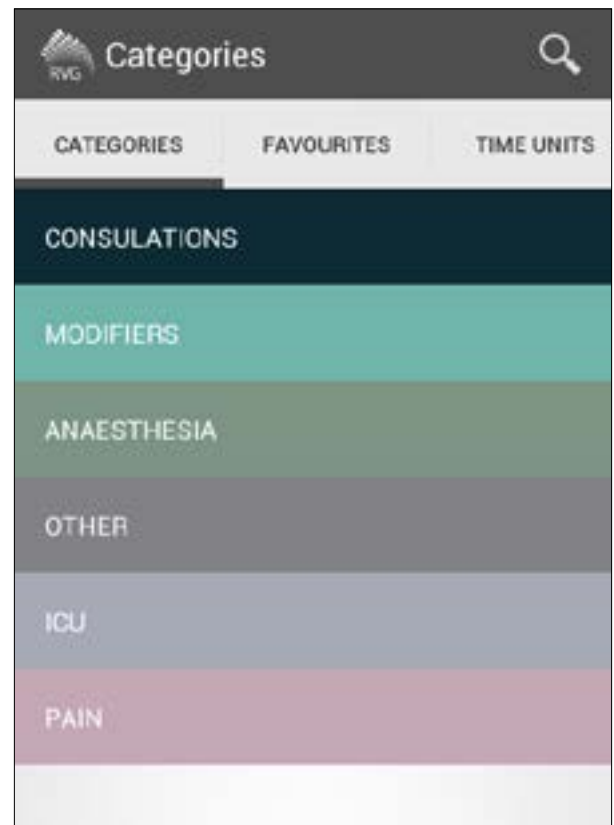 RVG
Categories
CATEGORIES FAVOURITES TIME UNITS
CONSULATIONS
MODIFIERS
ANAESTHESIA
OTHER
ICU
PAIN